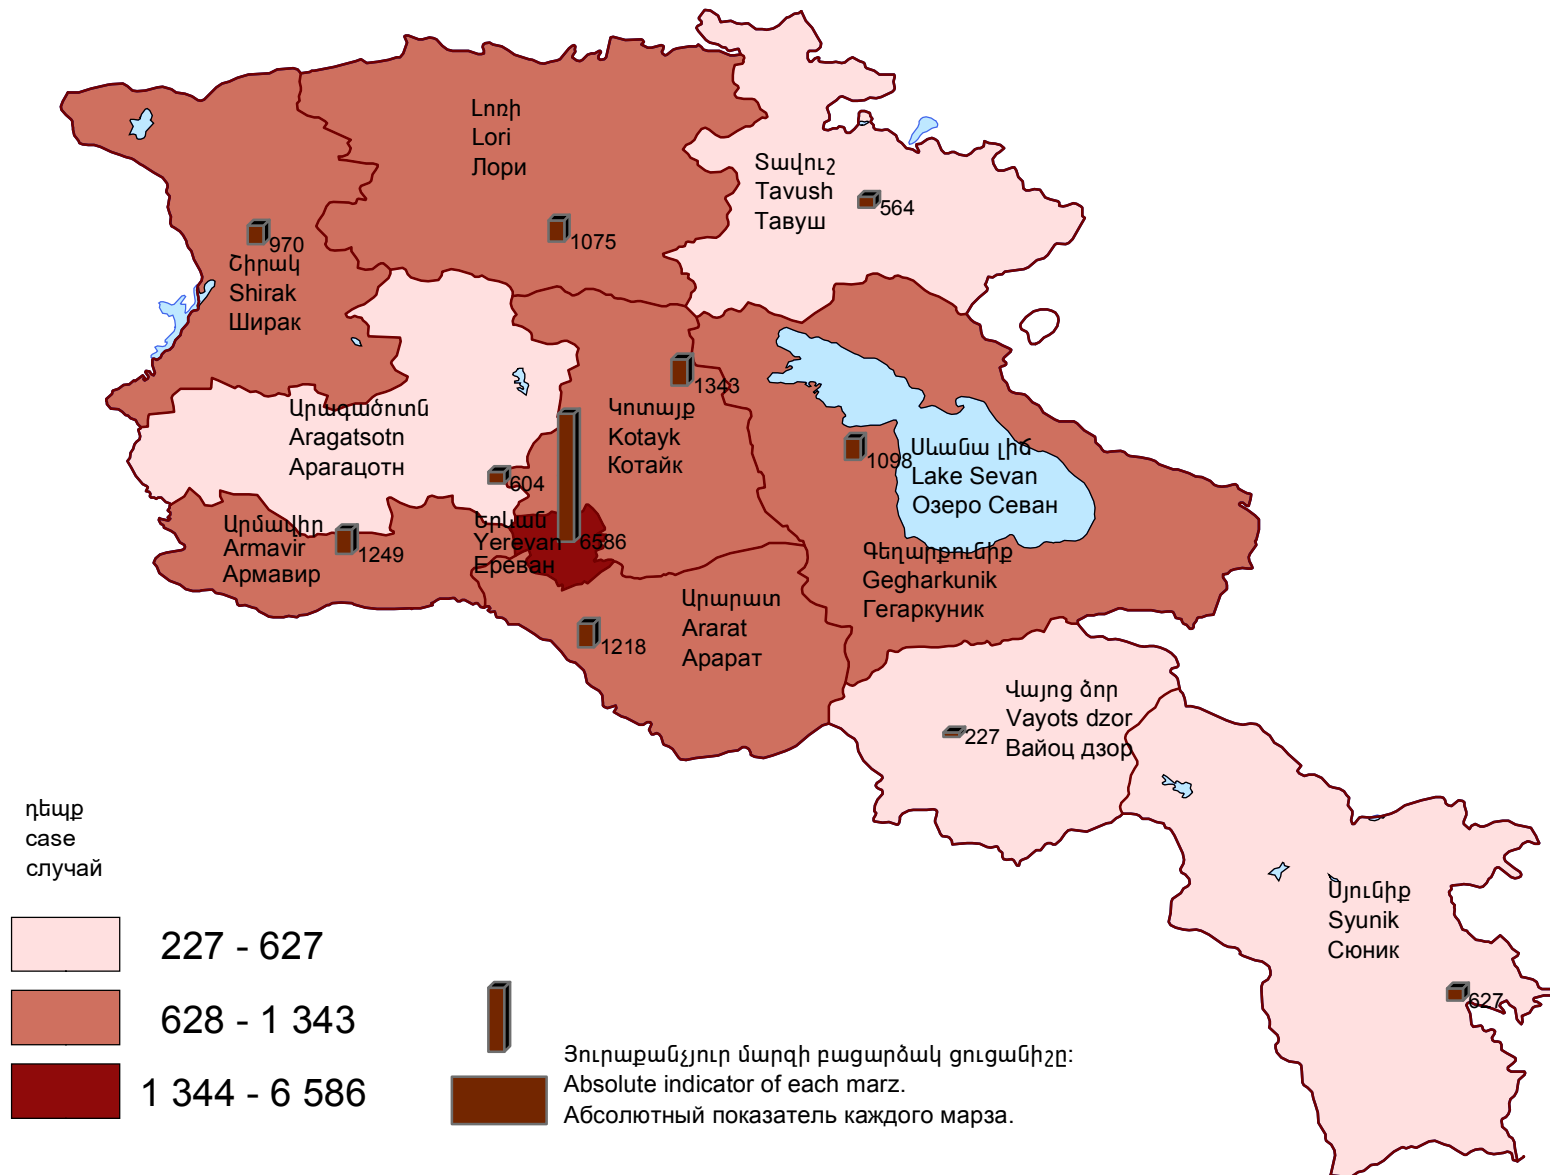 Լոռի
Lori
Лори
1075
Տավուշ
Tavush
Тавуш
564
970
Շիրակ
Shirak
Ширак
1343
Կոտայք
Kotayk
Котайк
Արագածոտն
Aragatsotn
Арагацотн
604
1098
Սևանա լիճ
Lake Sevan
Озеро Севан
Արմավիր
Armavir
Армавир
1249
Երևան
Yerevan
Ереван
6586
Գեղարքունիք
Gegharkunik
Гегаркуник
Արարատ
Ararat
Арарат
1218
Վայոց ձոր
Vayots dzor
Вайоц дзор
227
Սյունիք
Syunik
Сюник
627
դեպք
case
случай
227 - 627
628 - 1 343
1 344 - 6 586
Յուրաքանչյուր մարզի բացարձակ ցուցանիշը:
Absolute indicator of each marz.
Абсолютный показатель каждого марза.